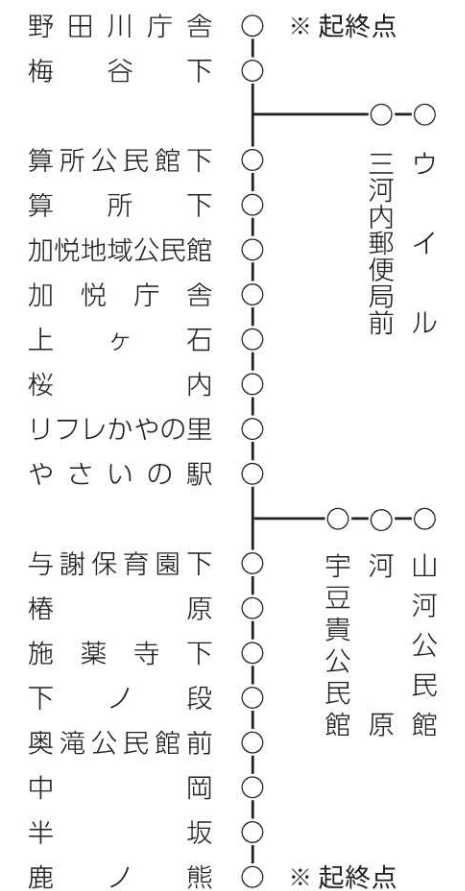 野田川庁舎 ※起終点
梅谷下
三河内郵便局前
ウイル
算所公民館下
算所下
加悦地域公民館
加悦庁舎
上ヶ石
桜内
リフレかやの里
やさいの駅
宇豆貴公民館
河原
山河公民館
与謝保育園下
椿原
施薬寺下
下ノ段
奥滝公民館前
中岡
半坂
鹿ノ熊 ※起終点